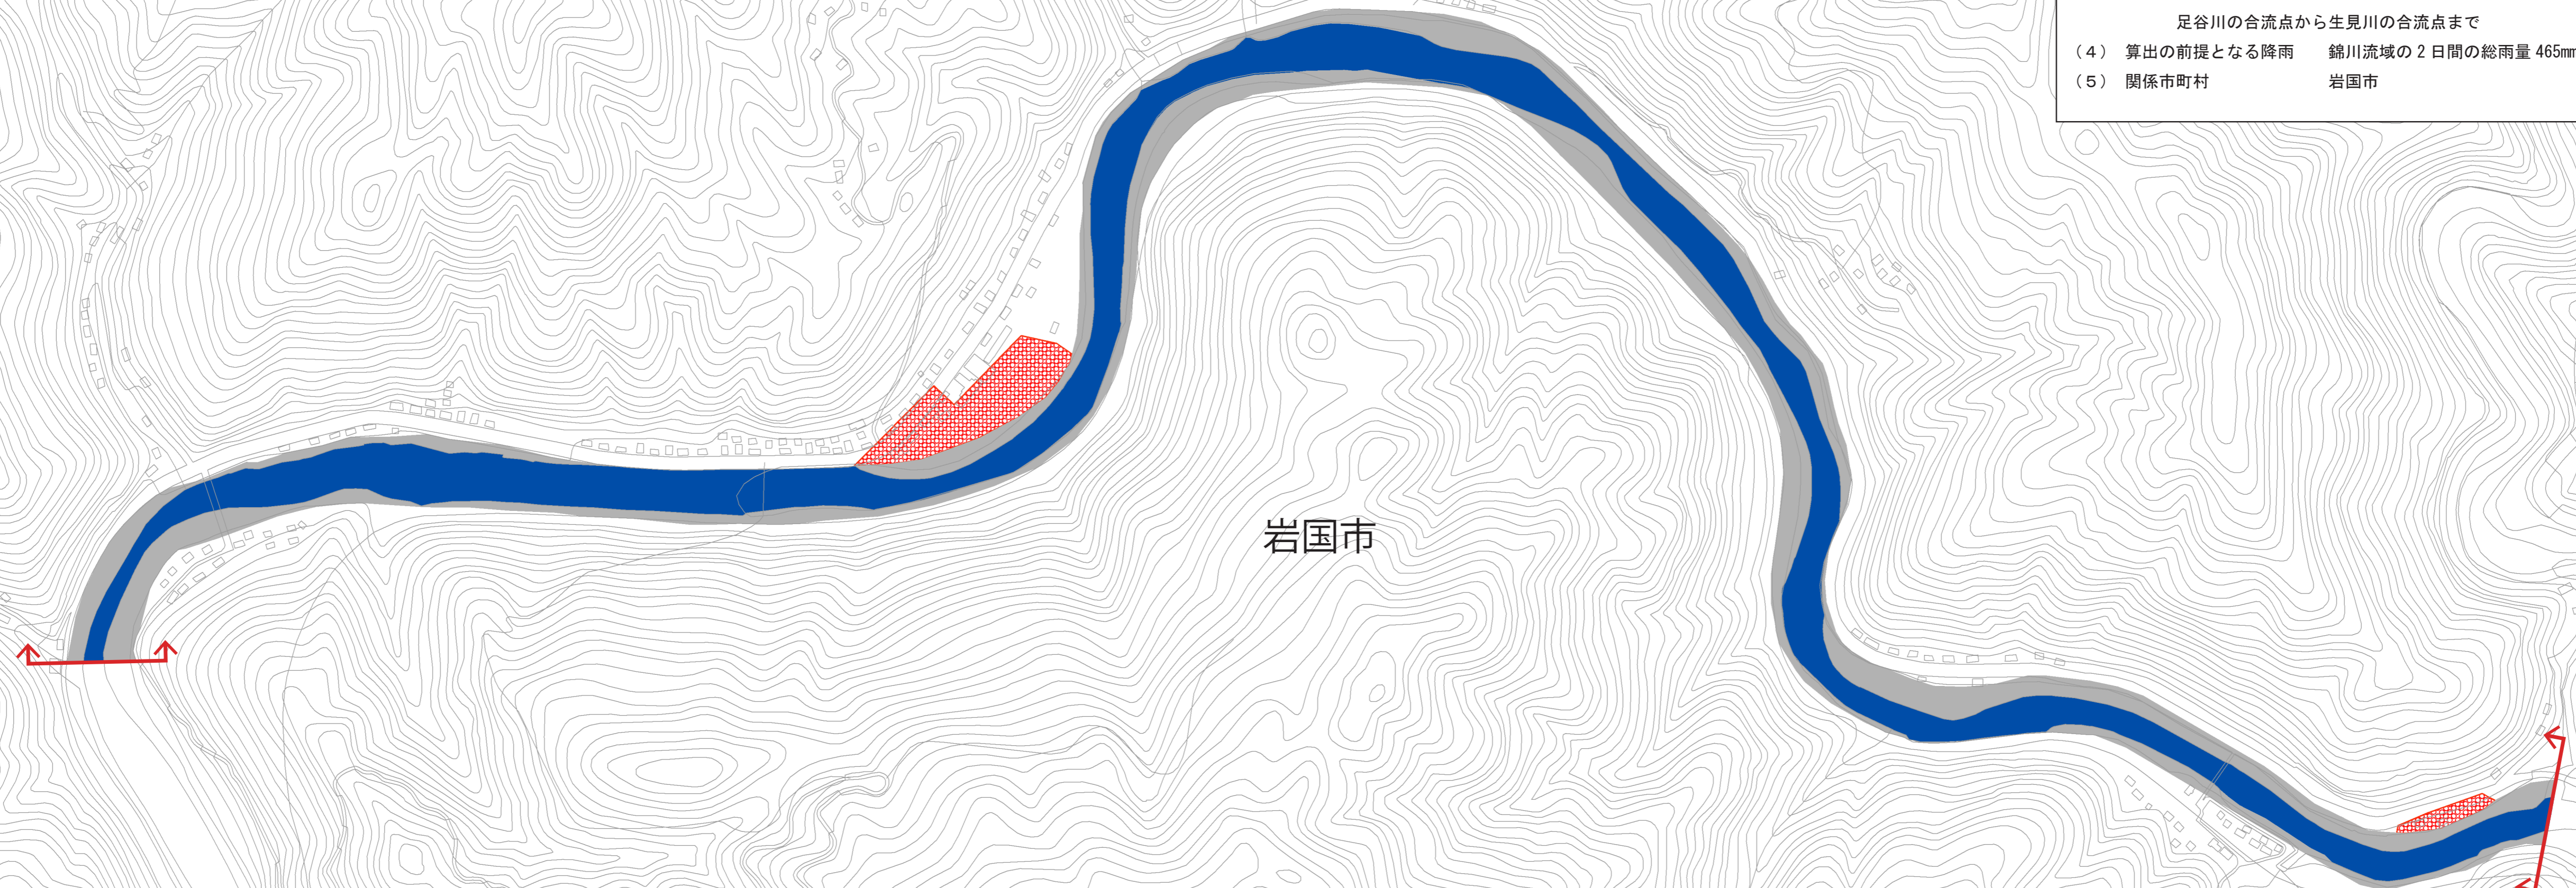 足谷川の合流点から生見川の合流点まで
（4） 算出の前提となる降雨 錦川流域の２日間の総雨量 465mm
（5） 関係市町村 岩国市
岩国市